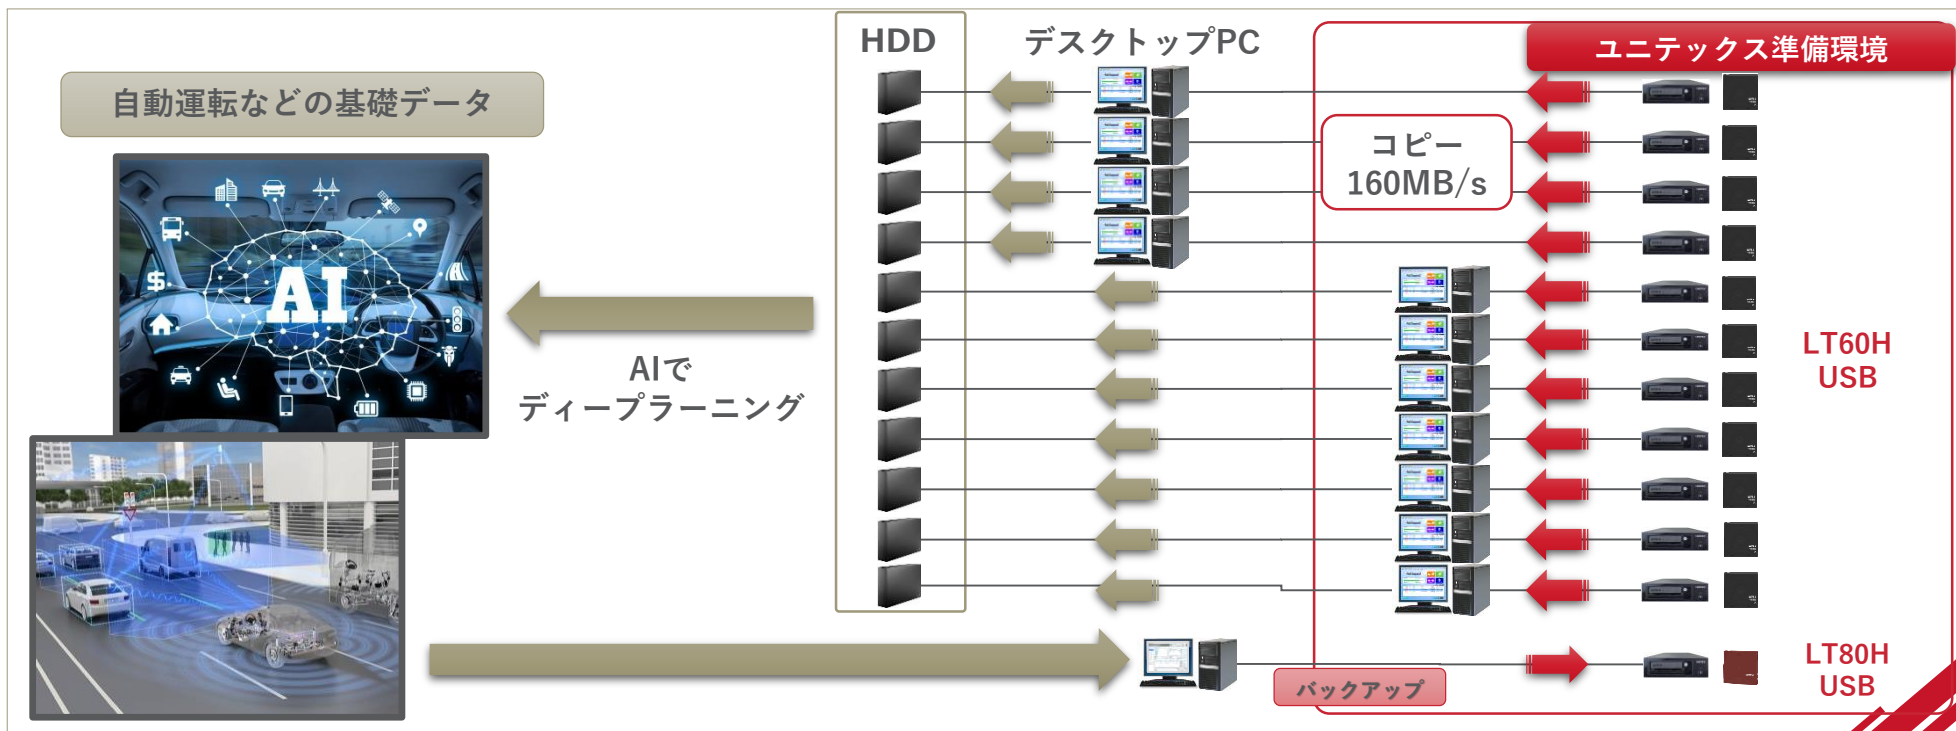 HDD
デスクトップPC
ユニテックス準備環境
自動運転などの基礎データ
コピー
160MB/s
AI
$
AIで
ディープラーニング
LT60H
USB
バックアップ
LT80H
USB